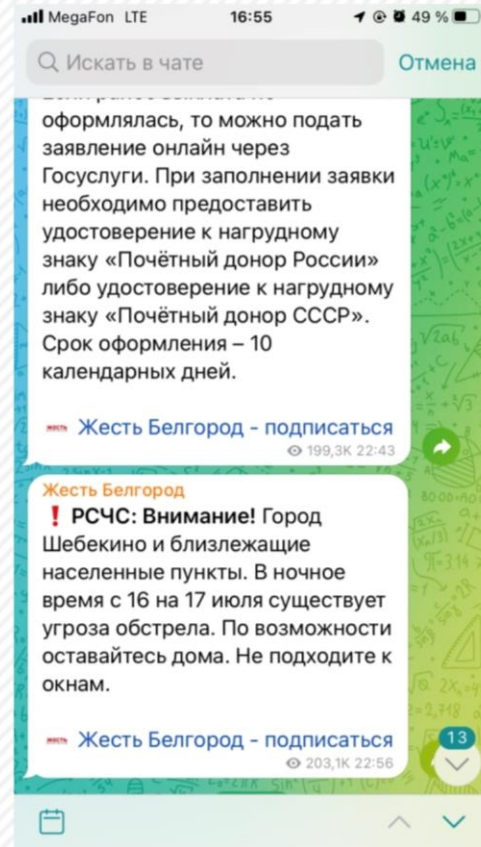 MegaFon LTE 16:55 49 %
Искать в чате Отмена
оформлялась, то можно подать
заявление онлайн через
Госуслуги. При заполнении заявки
необходимо предоставить
удостоверение к нагрудному
знаку «Почётный донор России»
либо удостоверение к нагрудному
знаку «Почётный донор СССР».
Срок оформления – 10
календарных дней.
жесть Жесть Белгород - подписаться
199,3K 22:43
Жесть Белгород
❗ РСЧС: Внимание! Город
Шебекино и близлежащие
населенные пункты. В ночное
время с 16 на 17 июля существует
угроза обстрела. По возможности
оставайтесь дома. Не подходите к
окнам.
жесть Жесть Белгород - подписаться
203,1K 22:56
13